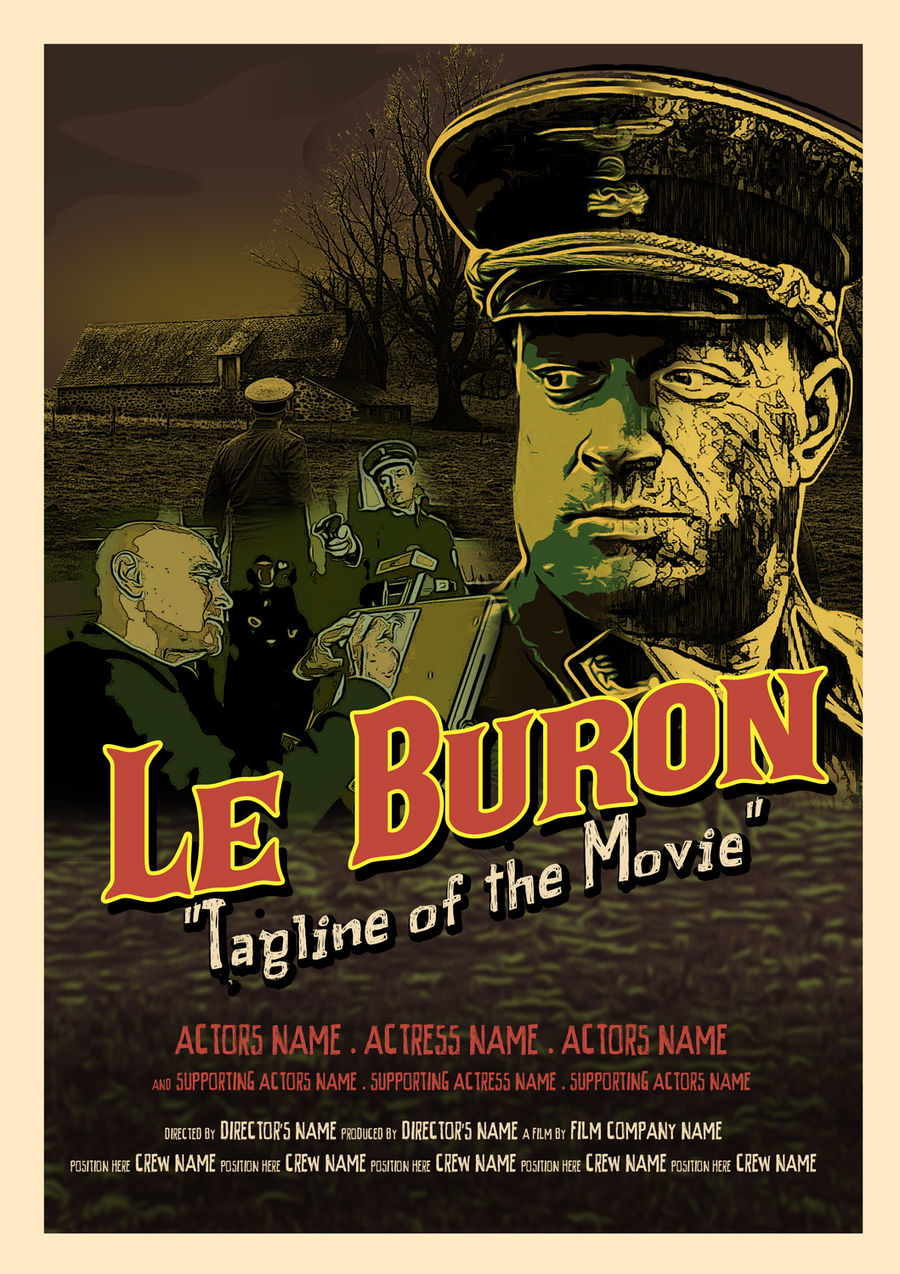 LE BURON
"Tagline of the Movie"
ACTORS NAME . ACTRESS NAME . ACTORS NAME
AND SUPPORTING ACTORS NAME . SUPPORTING ACTRESS NAME . SUPPORTING ACTORS NAME
DIRECTED BY DIRECTOR'S NAME PRODUCED BY DIRECTOR'S NAME A FILM BY FILM COMPANY NAME
POSITION HERE CREW NAME POSITION HERE CREW NAME POSITION HERE CREW NAME POSITION HERE CREW NAME POSITION HERE CREW NAME